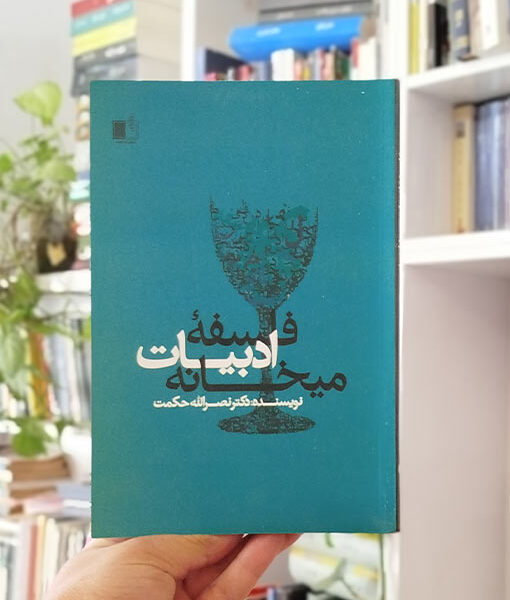 فلسفهٔ
ادبیات
میخانه
نویسنده: دکتر نصرالله حکمت